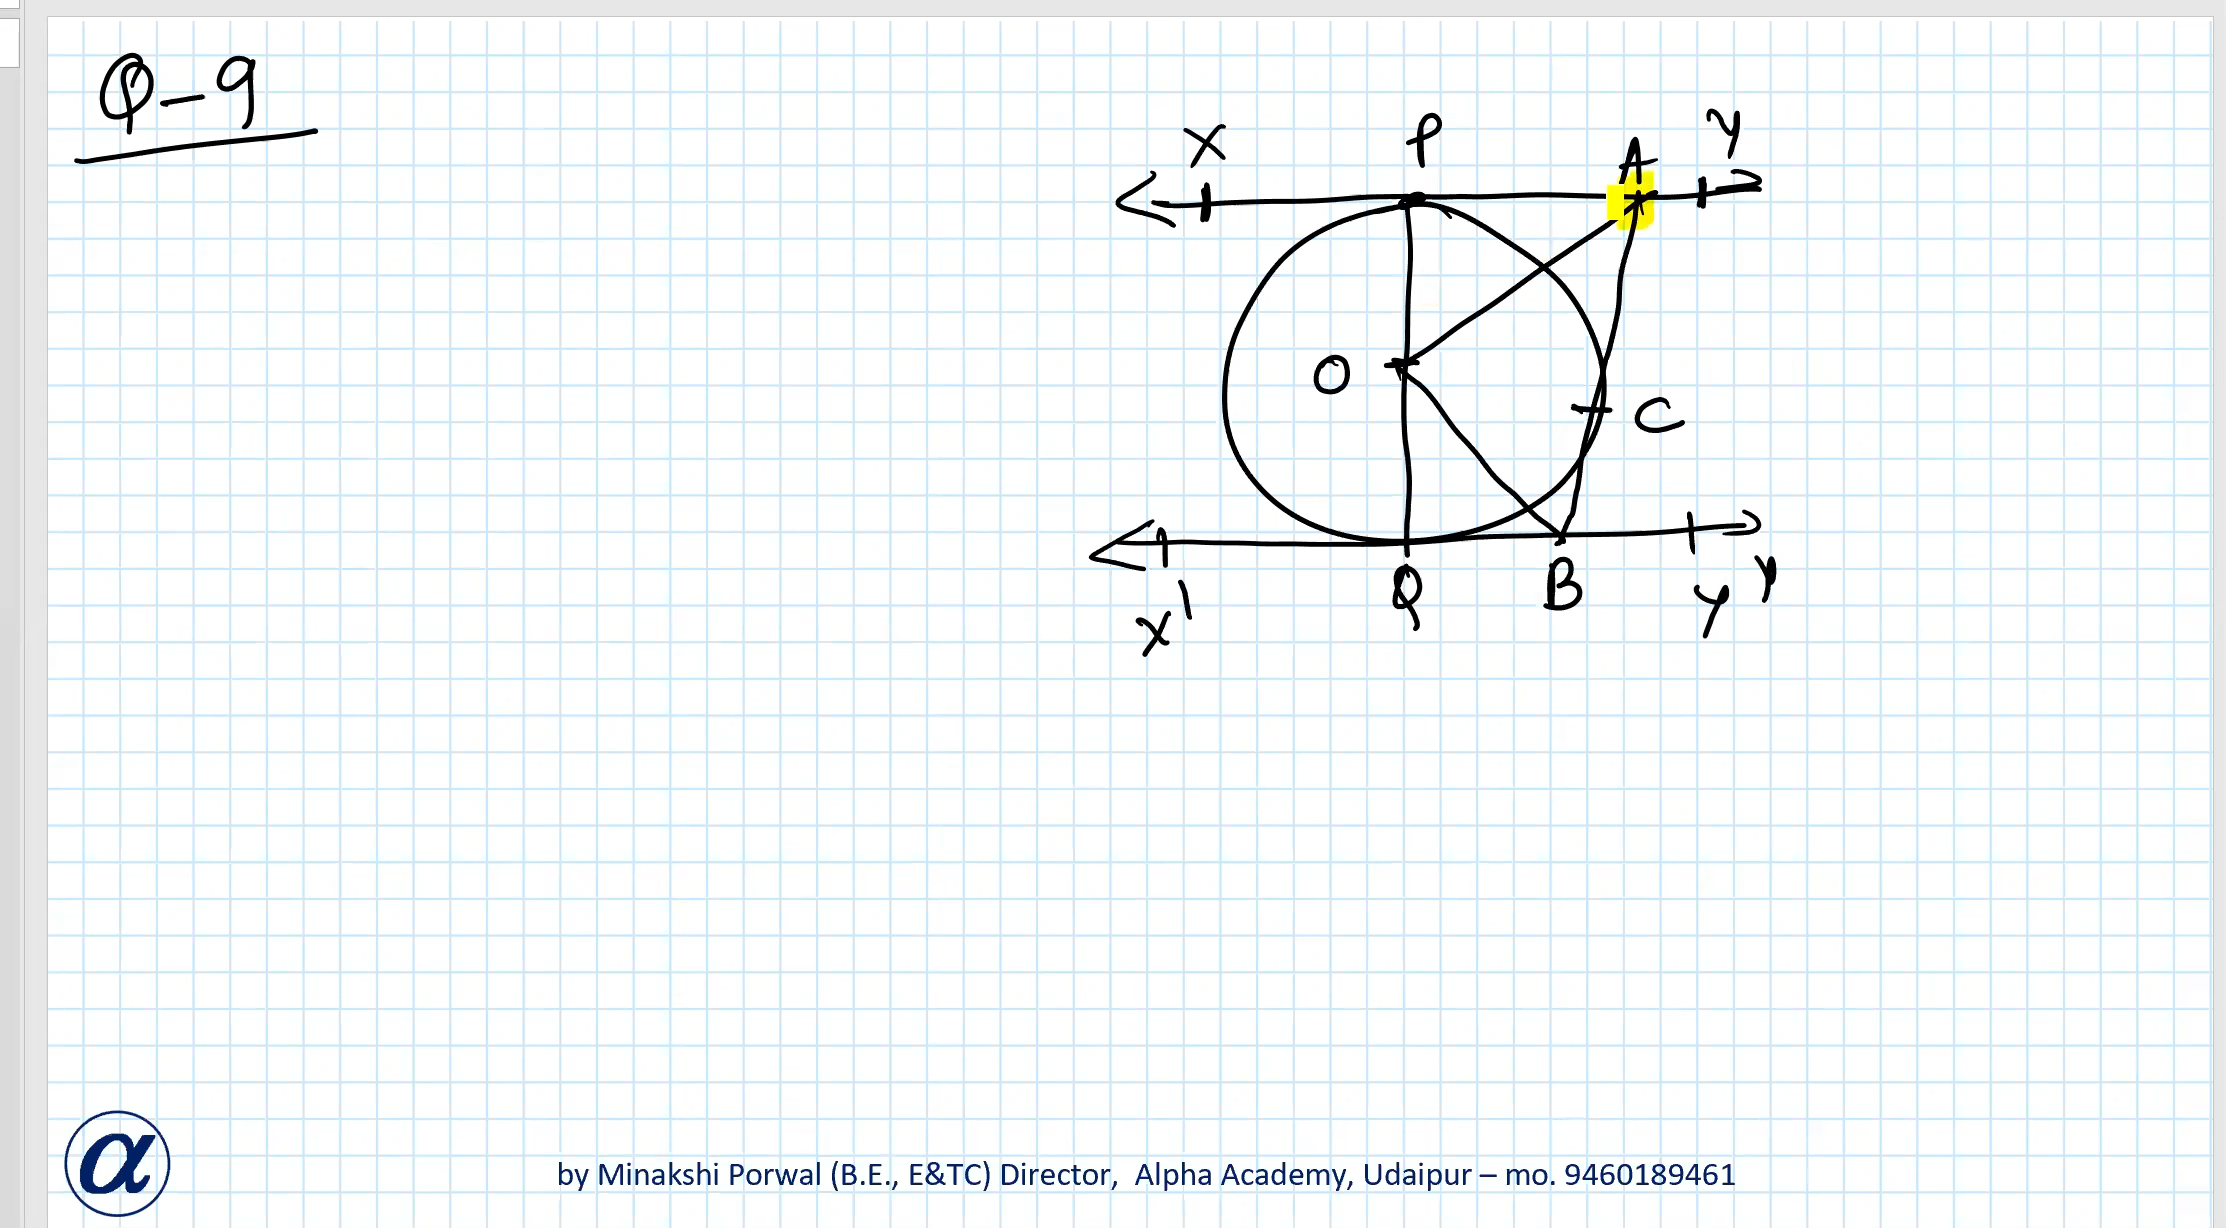 Q-9
X P A Y
O
C
X' Q B Y'
α
by Minakshi Porwal (B.E., E&TC) Director, Alpha Academy, Udaipur – mo. 9460189461